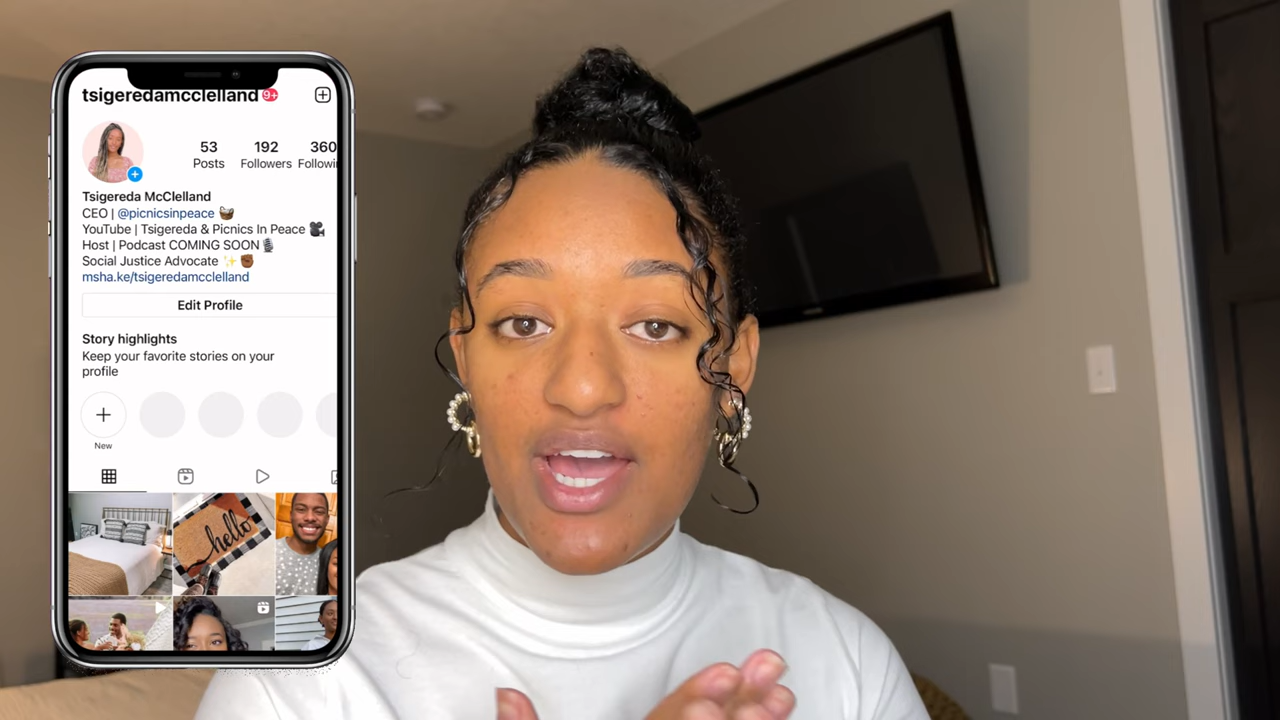 tsigeredamcclelland 9+
53 192 360
Posts Followers Followin
Tsigereda McClelland
CEO | @picnicsinpeace
YouTube | Tsigereda & Picnics In Peace
Host | Podcast COMING SOON
Social Justice Advocate
msha.ke/tsigeredamcclelland
Edit Profile
Story highlights
Keep your favorite stories on your
profile
New
hello